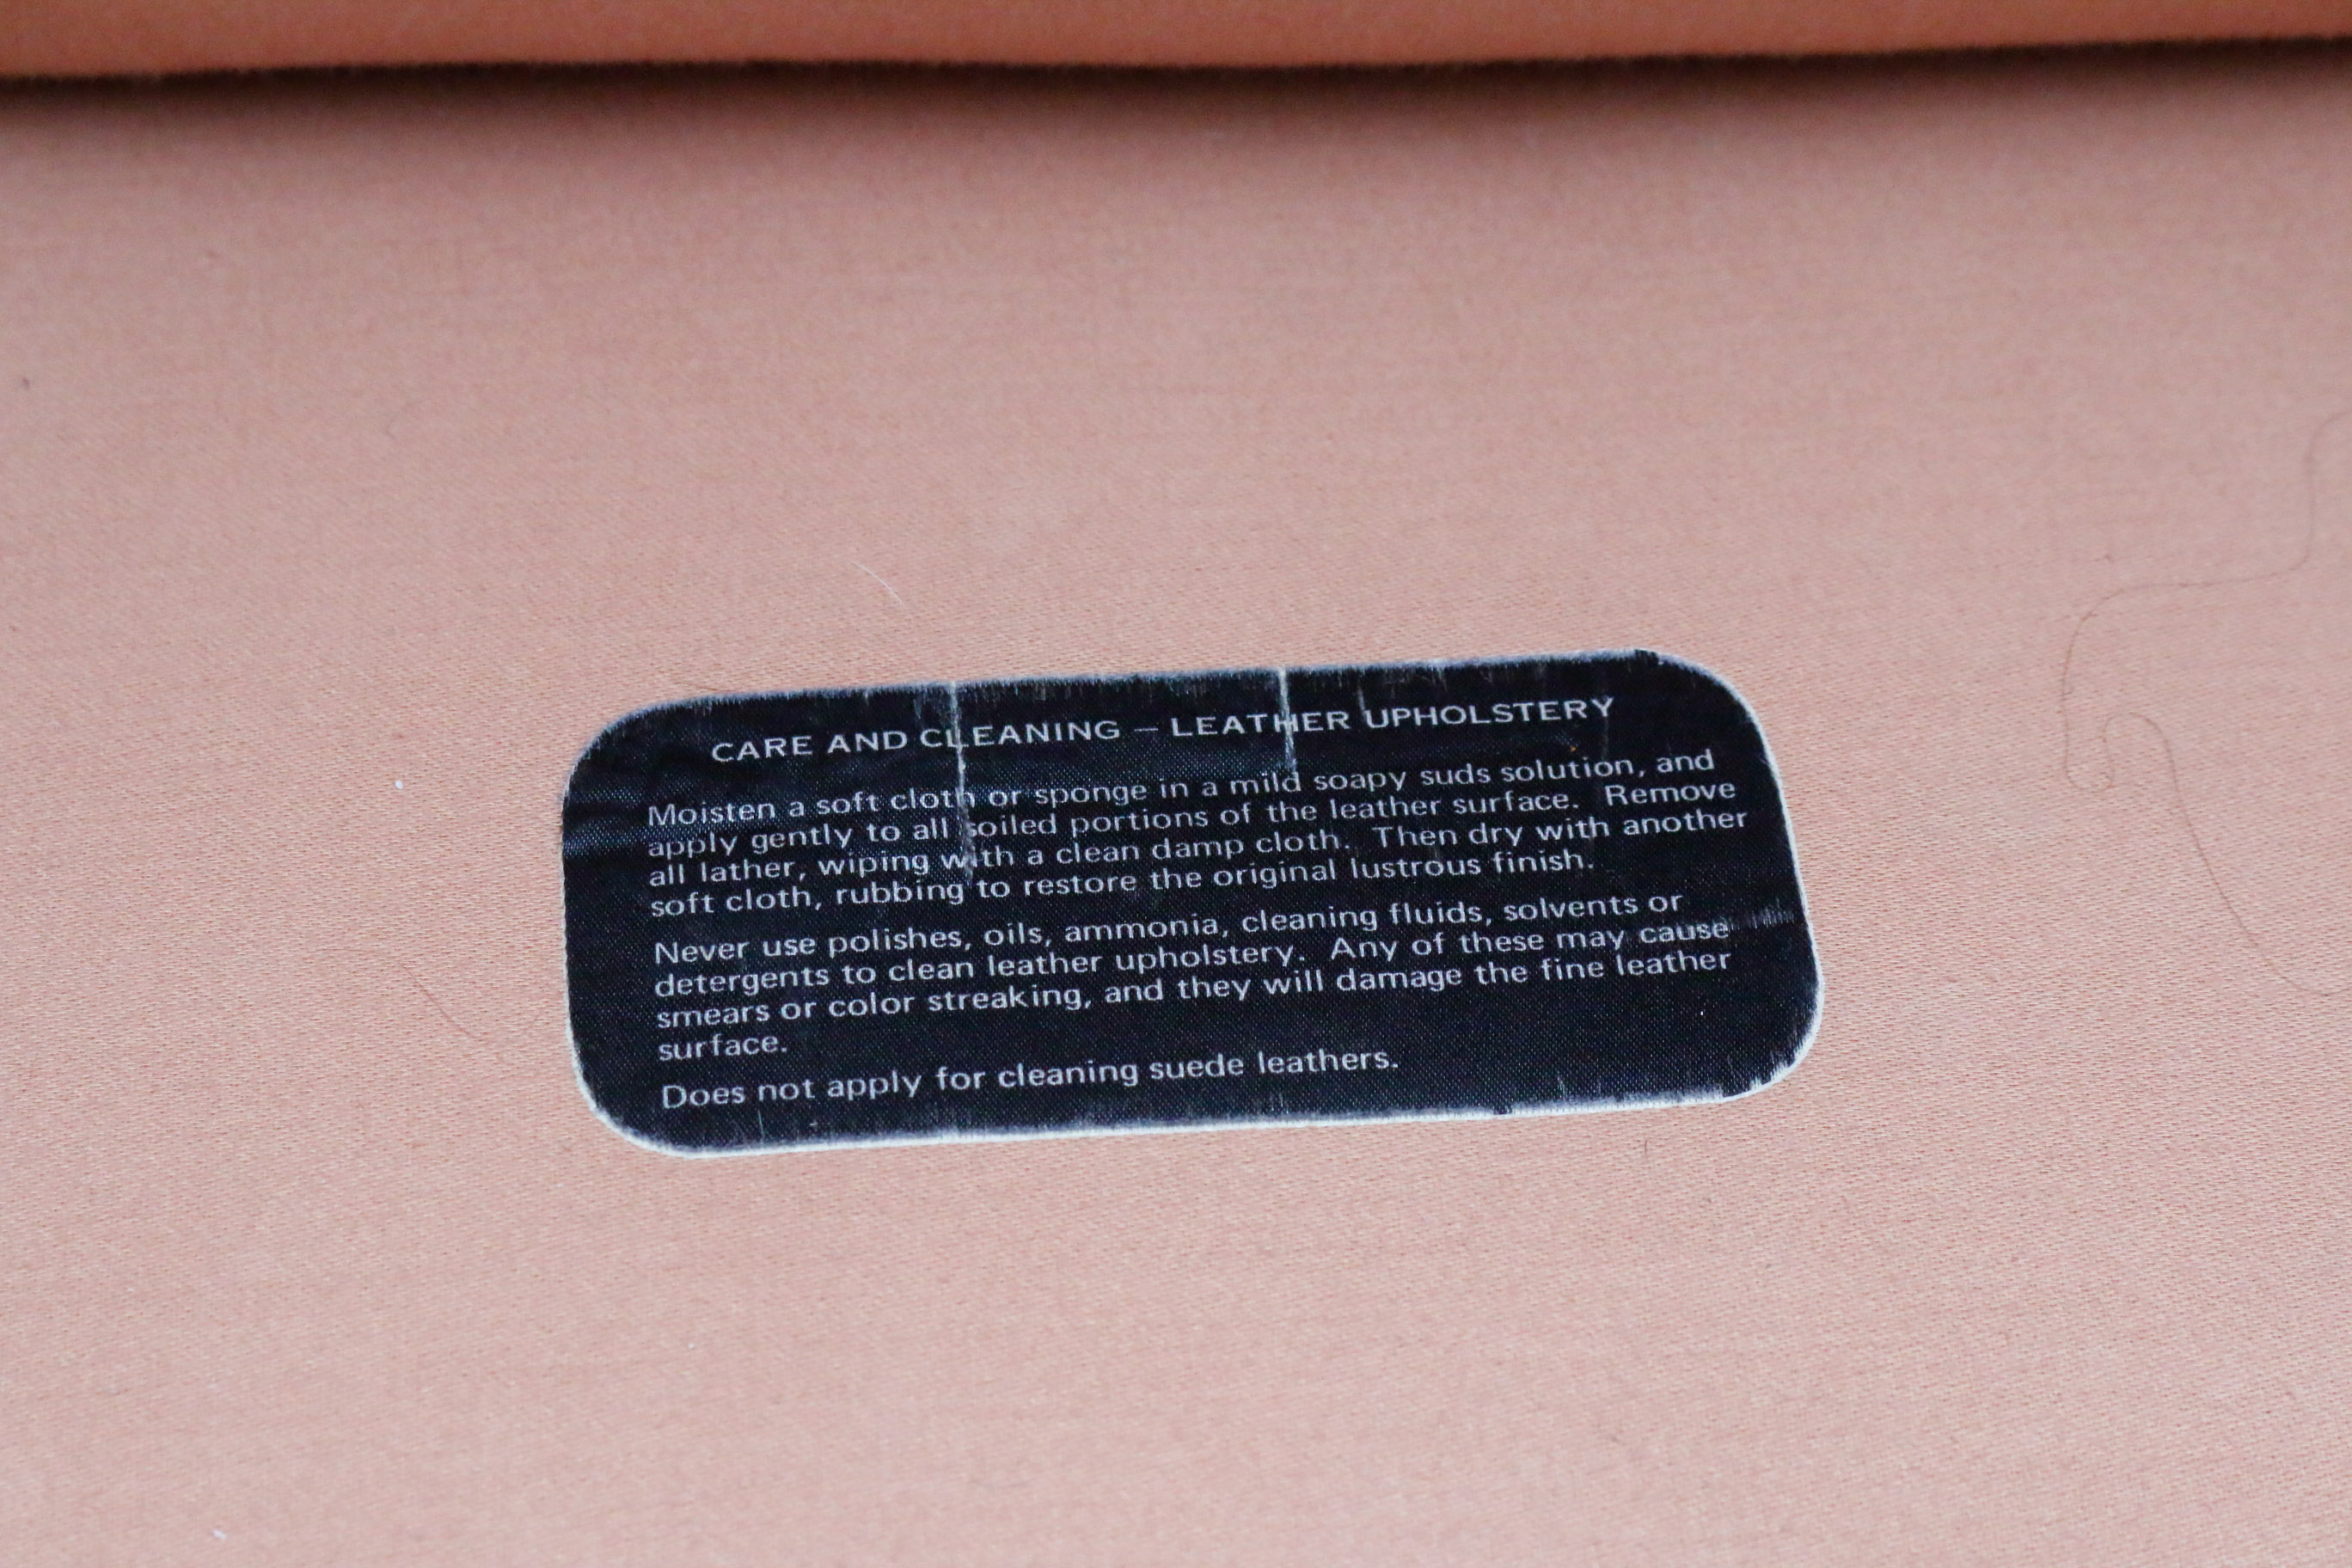 CARE AND CLEANING — LEATHER UPHOLSTERY
Moisten a soft cloth or sponge in a mild soapy suds solution, and
apply gently to all soiled portions of the leather surface. Remove
all lather, wiping with a clean damp cloth. Then dry with another
soft cloth, rubbing to restore the original lustrous finish.
Never use polishes, oils, ammonia, cleaning fluids, solvents or
detergents to clean leather upholstery. Any of these may cause
smears or color streaking, and they will damage the fine leather
surface.
Does not apply for cleaning suede leathers.